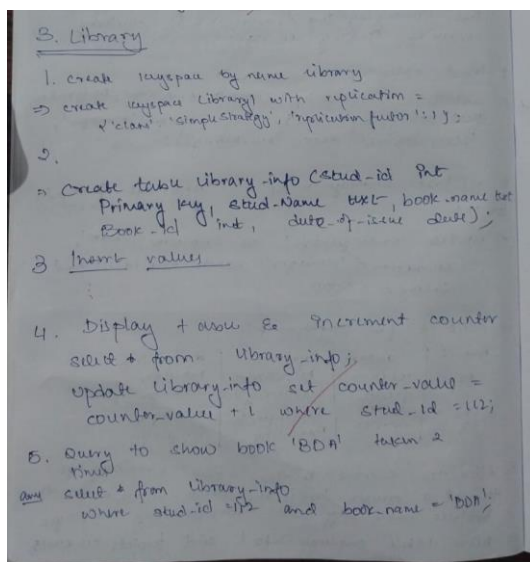 3. Library
1. Create keyspace by name library
⇒ create keyspace Library1 with replication =
{'class' 'simplestrategy', 'replication factor' : 1};
2.
⇒ Create table library-info (stud-id int
Primary key, stud-Name text, book-name text
Book-id int, date-of-issue date);
3 Insert values
4. Display table & increment counter
select * from library-info;
update library-info set counter-value =
counter-value + 1 where stud-id = 112;
5. Query to show book 'BDA' taken 2
times
select * from library-info
where stud-id = 112 and book-name = 'BDA';